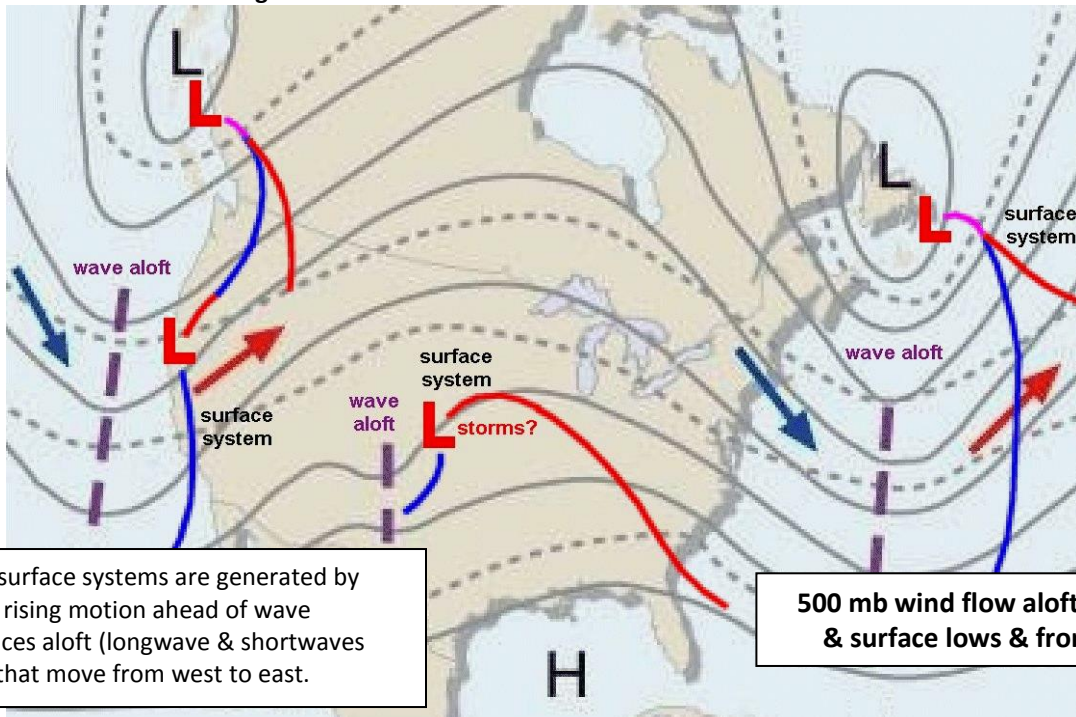 L
L
L
L
surface
system
wave aloft
L
wave aloft
surface
system
wave
aloft
L
storms?
surface
system
surface systems are generated by
rising motion ahead of wave
ces aloft (longwave & shortwaves
that move from west to east.
500 mb wind flow aloft
& surface lows & fro
H